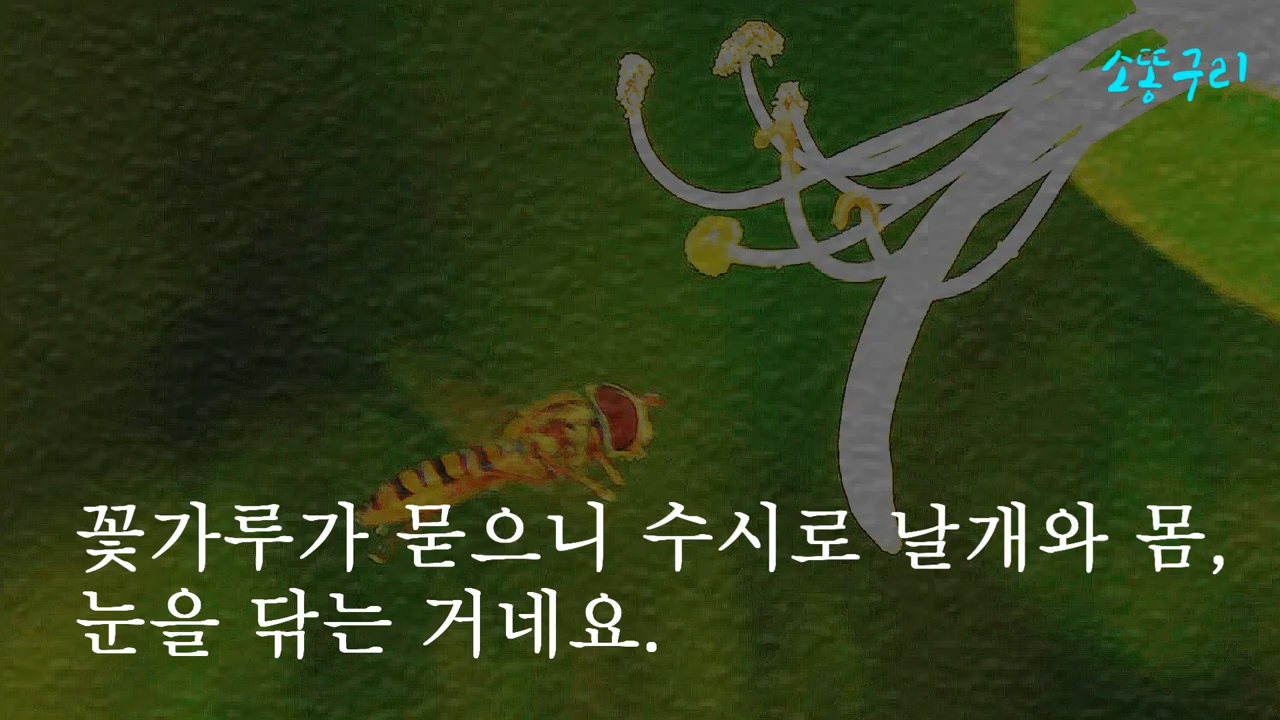 소똥구리
꽃가루가 묻으니 수시로 날개와 몸,
눈을 닦는 거네요.